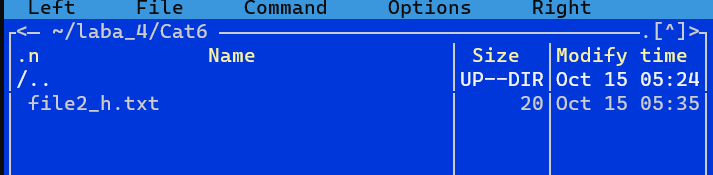 Left File Command Options Right
<─ ~/laba_4/Cat6 .[^]>
.n Name Size Modify time
/.. UP--DIR Oct 15 05:24
file2_h.txt 20 Oct 15 05:35